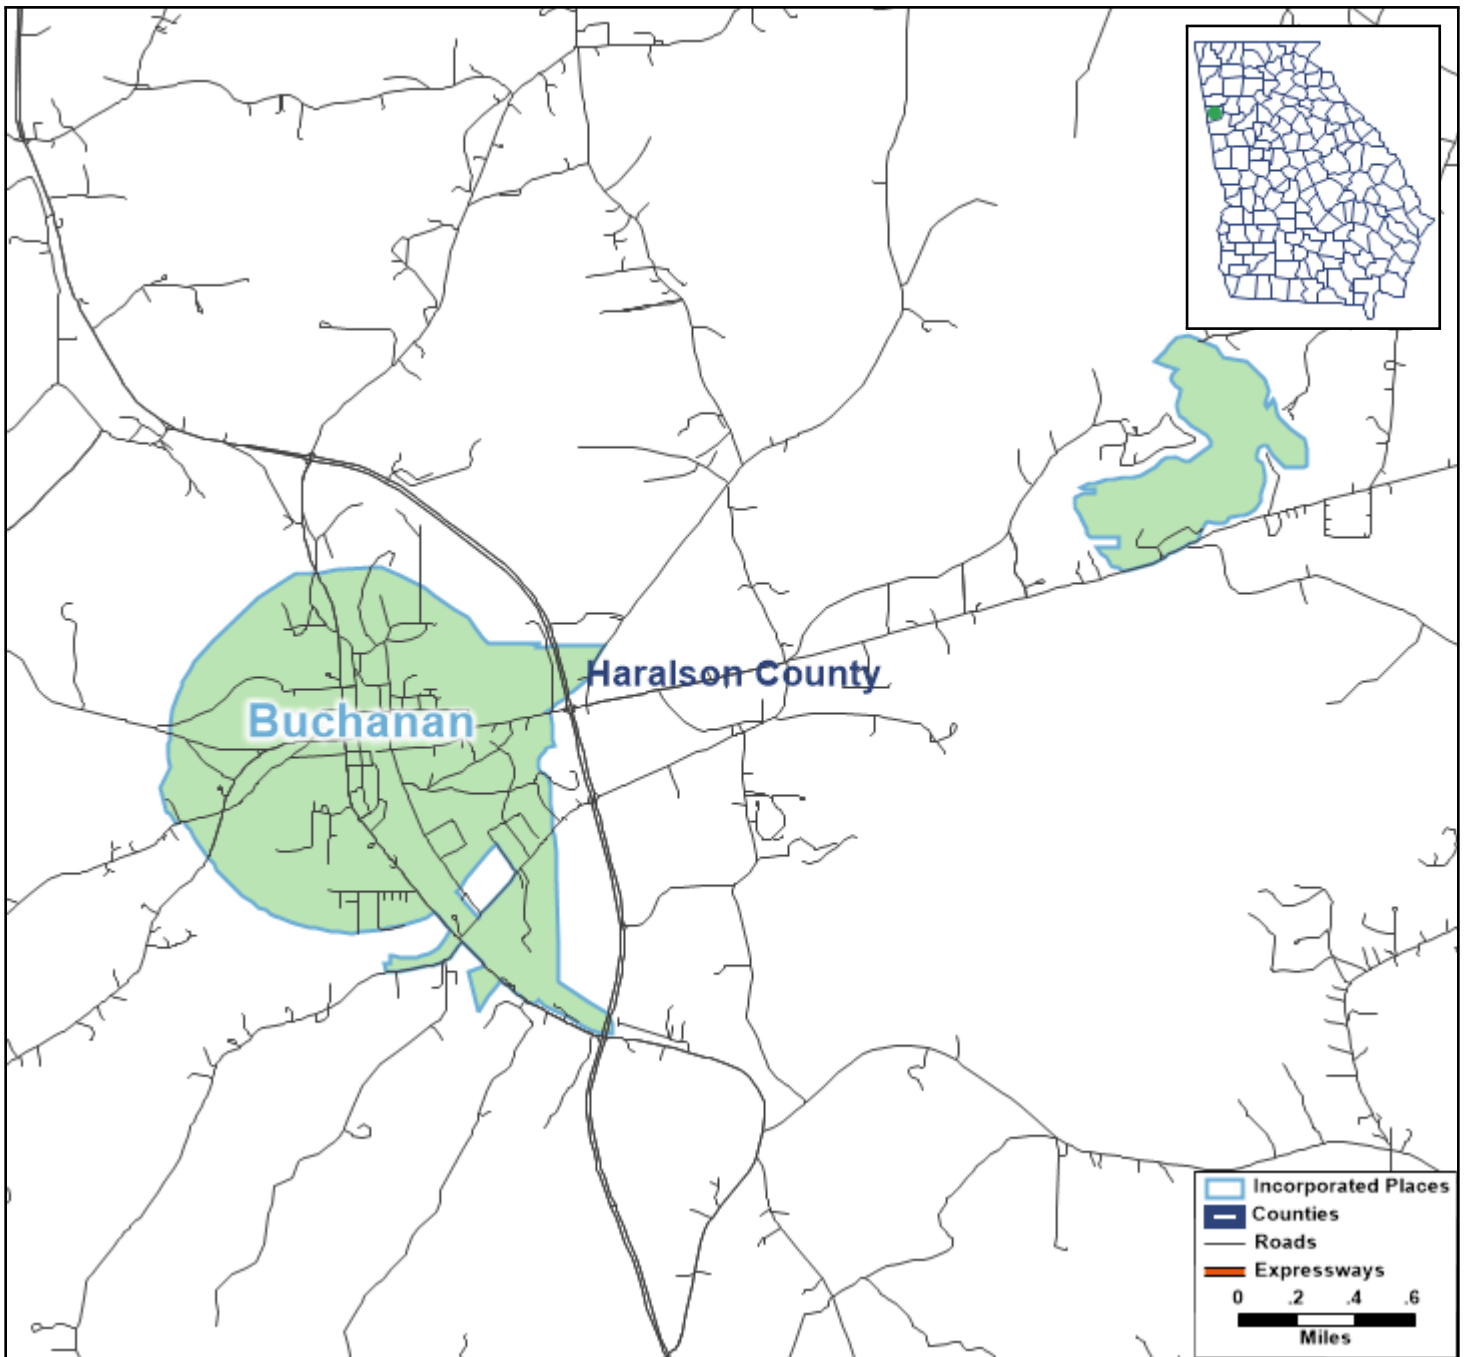 Haralson County
Buchanan
Incorporated Places
Counties
Roads
Expressways
0 .2 .4 .6
Miles